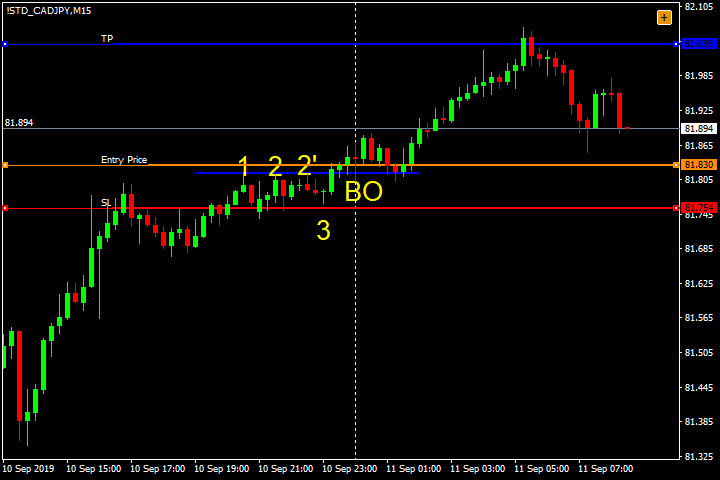 !STD_CADJPY,M15
82.105
TP
81.985
81.925
81.894
81.894
81.865
1 2 2'
Entry Price
81.830
81.805
BO
SL
81.754
81.745
3
81.685
81.625
81.565
81.505
81.445
81.385
81.325
10 Sep 2019
10 Sep 15:00
10 Sep 17:00
10 Sep 19:00
10 Sep 21:00
10 Sep 23:00
11 Sep 01:00
11 Sep 03:00
11 Sep 05:00
11 Sep 07:00